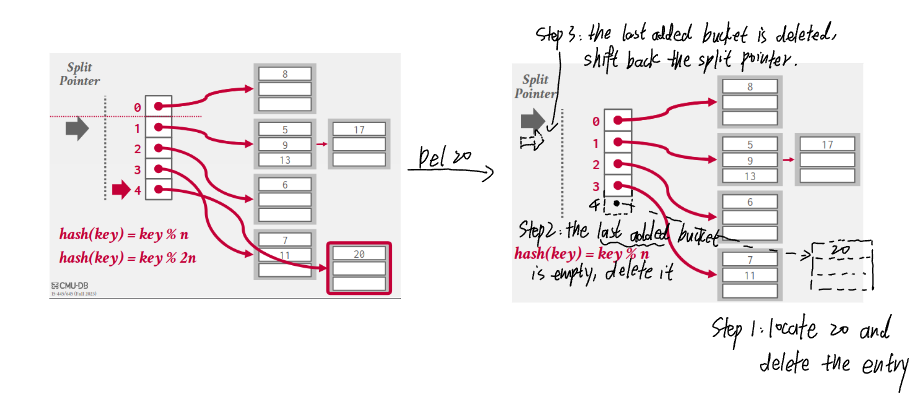 Step 3: the last added bucket is deleted,
shift back the split pointer.
Split
Pointer
0
1
2
3
4
8
5
9
13
17
6
7
11
20
hash(key) = key % n
hash(key) = key % 2n
CMU-DB
15-445/645 (Fall 2023)
Del 20
Split
Pointer
0
1
2
3
4
8
5
9
13
17
6
7
11
20
Step2: the last added bucket
hash(key) = key % n
is empty, delete it
Step 1: locate 20 and
delete the entry